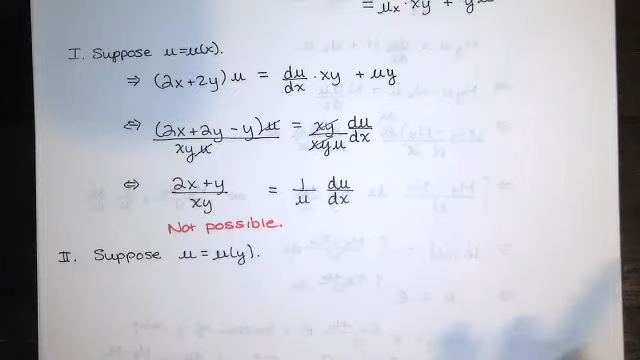 = μₓ · xy +
I. Suppose μ = μ(x).
⇒ (2x+2y) μ = dμ/dx · xy + μy
⇔ (2x+2y-y)μ / xyμ = xy/xyμ dμ/dx
⇔ 2x+y / xy = 1/μ dμ/dx
Not possible.
II. Suppose μ = μ(y).